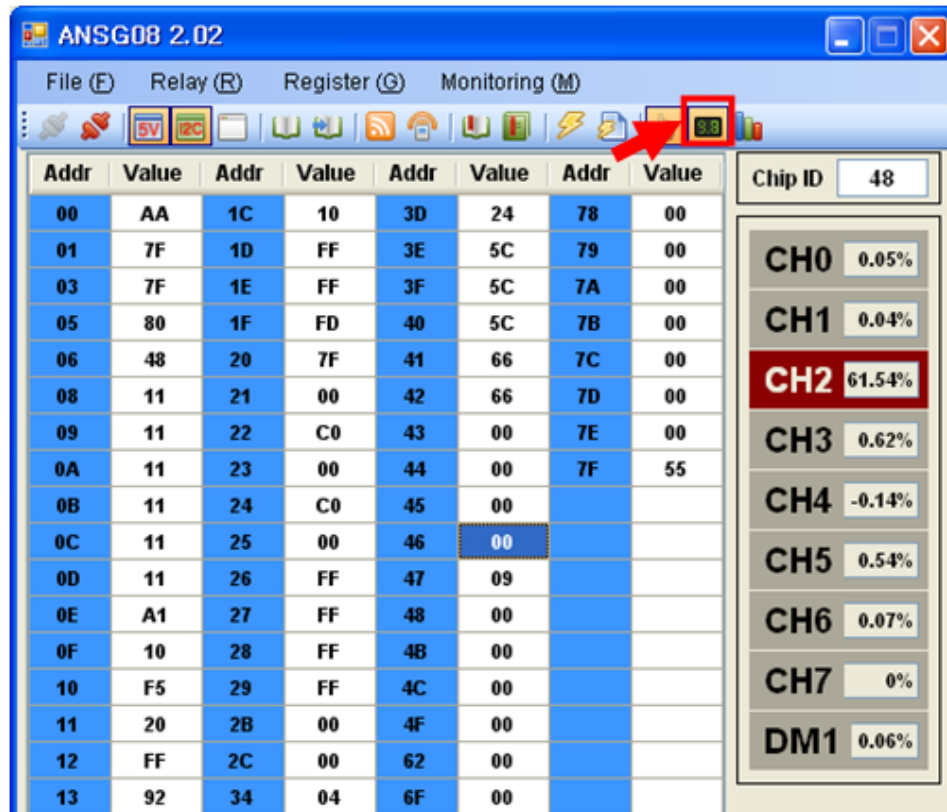 ANSG08 2.02
File (F) Relay (R) Register (G) Monitoring (M)
5V I2C 9.8
Addr Value Addr Value Addr Value Addr Value
00 AA 1C 10 3D 24 78 00
01 7F 1D FF 3E 5C 79 00
03 7F 1E FF 3F 5C 7A 00
05 80 1F FD 40 5C 7B 00
06 48 20 7F 41 66 7C 00
08 11 21 00 42 66 7D 00
09 11 22 C0 43 00 7E 00
0A 11 23 00 44 00 7F 55
0B 11 24 C0 45 00
0C 11 25 00 46 00
0D 11 26 FF 47 09
0E A1 27 FF 48 00
0F 10 28 FF 4B 00
10 F5 29 FF 4C 00
11 20 2B 00 4F 00
12 FF 2C 00 62 00
13 92 34 04 6F 00
Chip ID 48
CH0 0.05%
CH1 0.04%
CH2 61.54%
CH3 0.62%
CH4 -0.14%
CH5 0.54%
CH6 0.07%
CH7 0%
DM1 0.06%